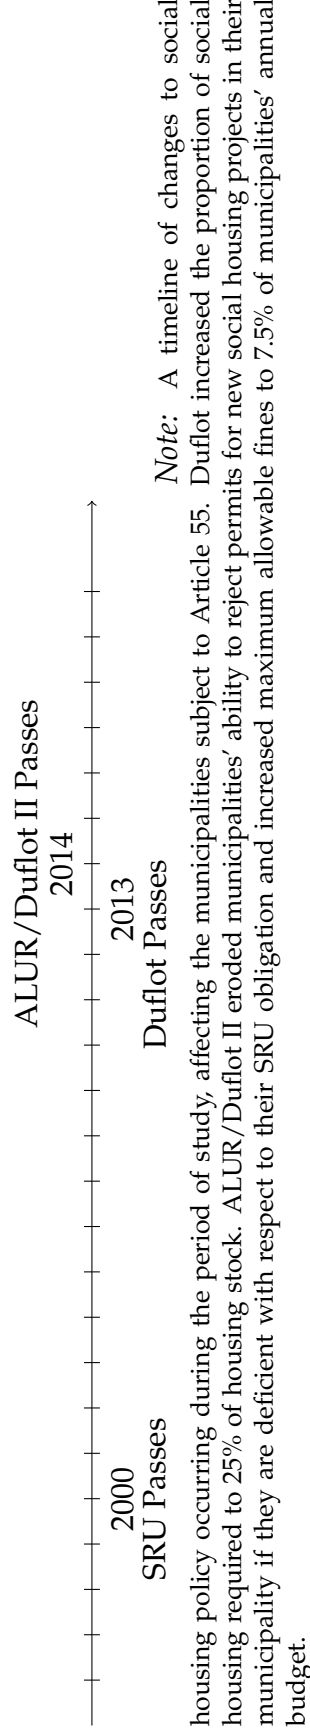 ALUR/Duflot II Passes
2014
2000
SRU Passes
2013
Duflot Passes
Note: A timeline of changes to social
housing policy occurring during the period of study, affecting the municipalities subject to Article 55. Duflot increased the proportion of social
housing required to 25% of housing stock. ALUR/Duflot II eroded municipalities' ability to reject permits for new social housing projects in their
municipality if they are deficient with respect to their SRU obligation and increased maximum allowable fines to 7.5% of municipalities' annual
budget.